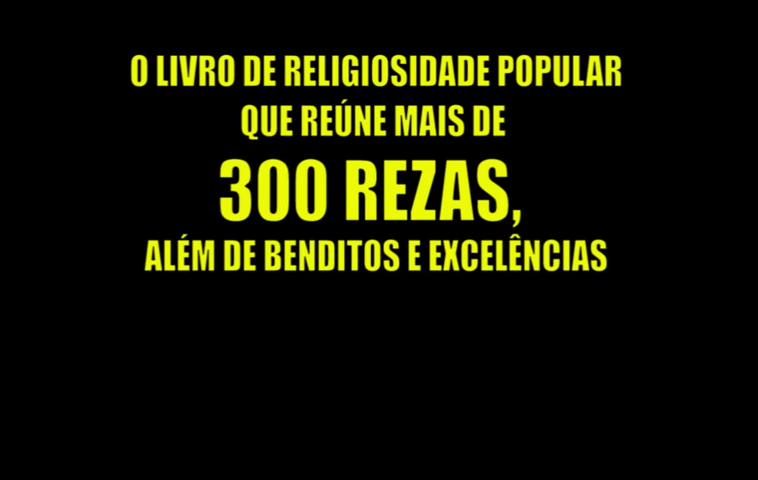 O LIVRO DE RELIGIOSIDADE POPULAR
QUE REÚNE MAIS DE
300 REZAS,
ALÉM DE BENDITOS E EXCELÊNCIAS